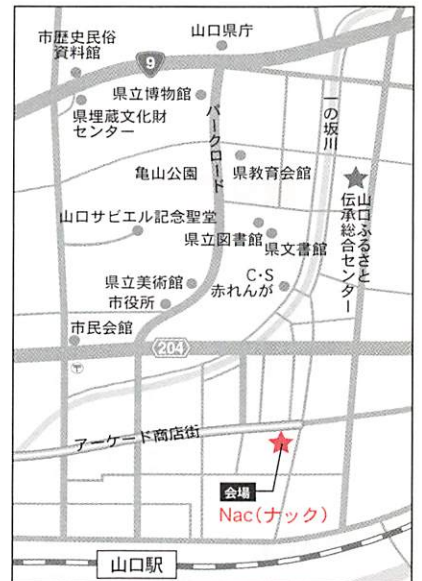 山口県庁
市歴史民俗
資料館
9
県立博物館
県埋蔵文化財
センター
パークロード
一の坂川
亀山公園
県教育会館
山口ふるさと
伝承総合センター
山口サビエル記念聖堂
県立図書館
県文書館
県立美術館
C・S
赤れんが
市役所
市民会館
204
〒
アーケード商店街
会場
Nac(ナック)
山口駅